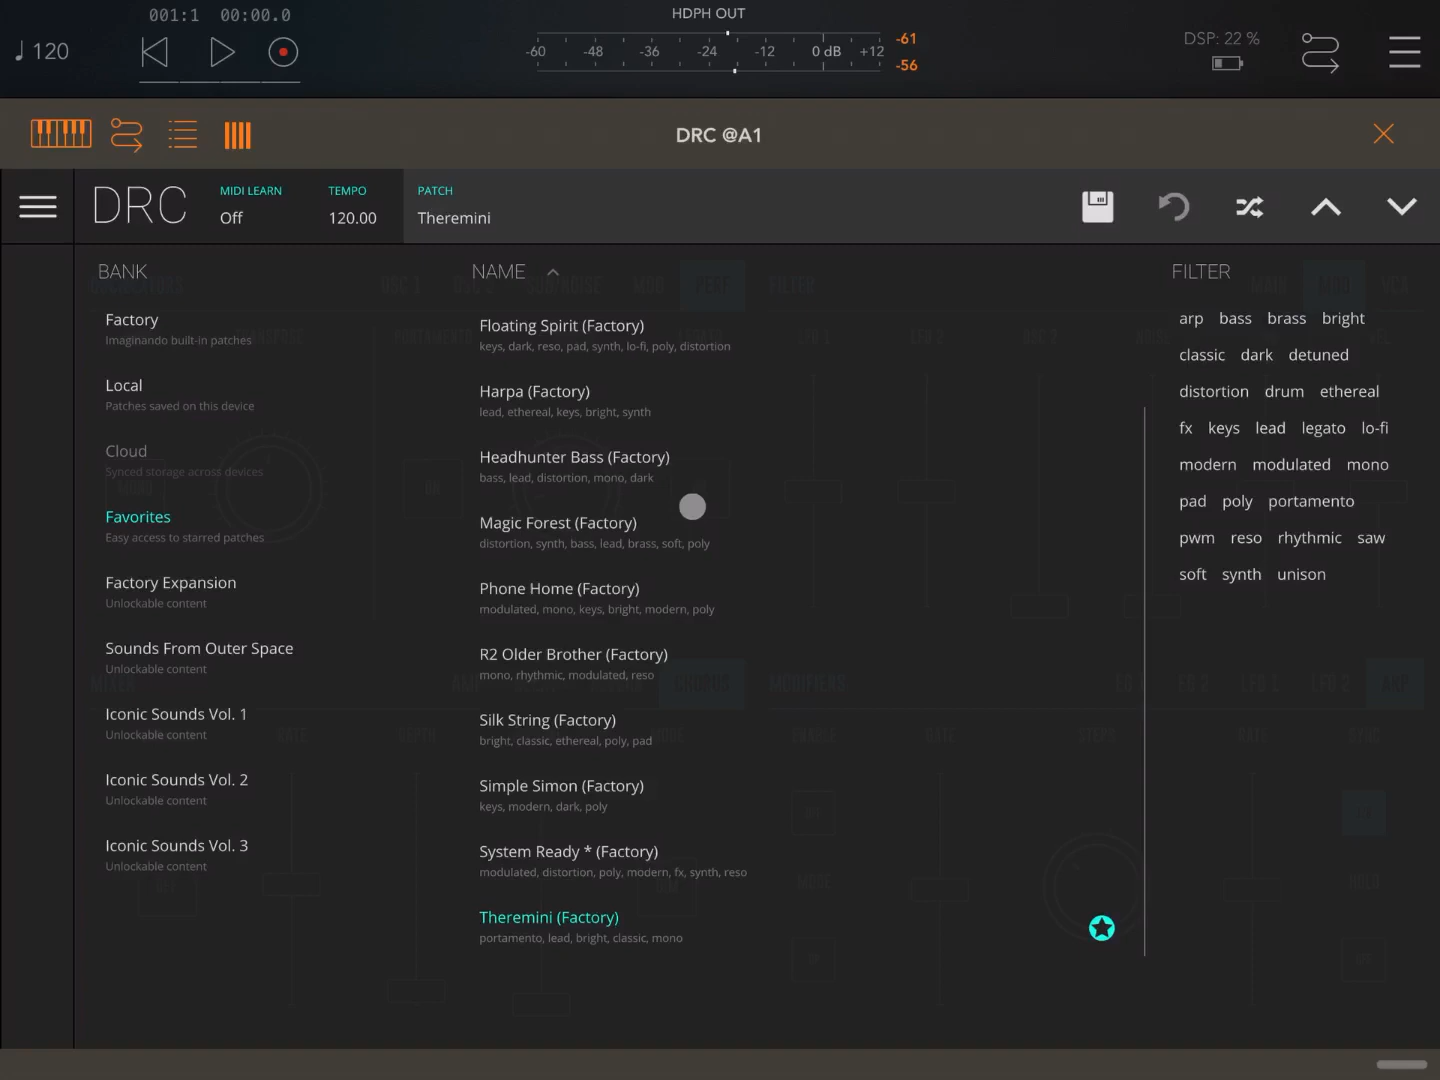 001:1 00:00.0
HDPH OUT
120
-60 -48 -36 -24 -12 0 dB +12
-61
-56
DSP: 22 %
DRC @A1
DRC
MIDI LEARN
Off
TEMPO
120.00
PATCH
Theremini
BANK
Factory
Imaginando built-in patches
Local
Patches saved on this device
Cloud
Synced storage across devices
Favorites
Easy access to starred patches
Factory Expansion
Unlockable content
Sounds From Outer Space
Unlockable content
Iconic Sounds Vol. 1
Unlockable content
Iconic Sounds Vol. 2
Unlockable content
Iconic Sounds Vol. 3
Unlockable content
NAME
Floating Spirit (Factory)
keys, dark, reso, pad, synth, lo-fi, poly, distortion
Harpa (Factory)
lead, ethereal, keys, bright, synth
Headhunter Bass (Factory)
bass, lead, distortion, mono, dark
Magic Forest (Factory)
distortion, synth, bass, lead, brass, soft, poly
Phone Home (Factory)
modulated, mono, keys, bright, modern, poly
R2 Older Brother (Factory)
mono, rhythmic, modulated, reso
Silk String (Factory)
bright, classic, ethereal, poly, pad
Simple Simon (Factory)
keys, modern, dark, poly
System Ready * (Factory)
modulated, distortion, poly, modern, fx, synth, reso
Theremini (Factory)
portamento, lead, bright, classic, mono
FILTER
arp bass brass bright
classic dark detuned
distortion drum ethereal
fx keys lead legato lo-fi
modern modulated mono
pad poly portamento
pwm reso rhythmic saw
soft synth unison